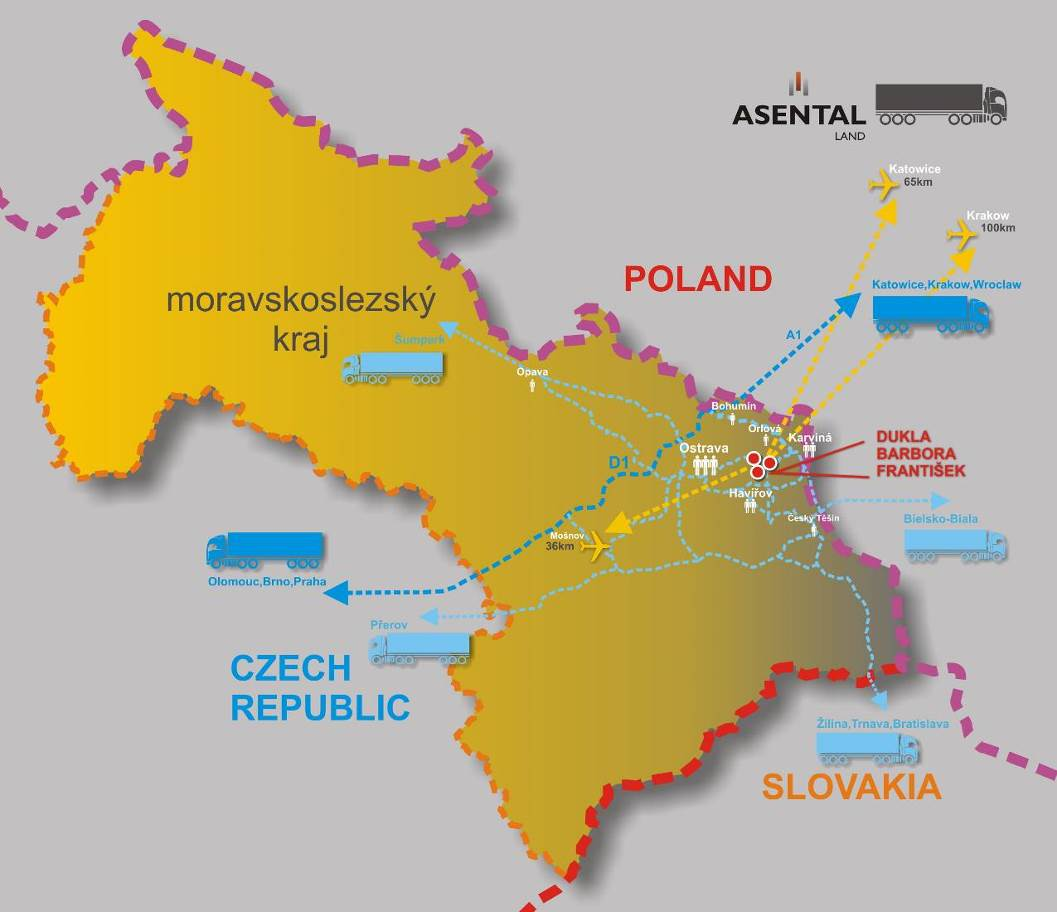 ASENTAL
LAND
Katowice
65km
Krakow
100km
POLAND
Katowice,Krakow,Wroclaw
moravskoslezský
kraj
A1
Šumperk
Opava
Bohumín
Orlová
Karviná
Ostrava
DUKLA
BARBORA
FRANTIŠEK
D1
Havířov
Český Těšín
Bielsko-Biala
Mošnov
36km
Olomouc,Brno,Praha
Přerov
CZECH
REPUBLIC
Žilina,Trnava,Bratislava
SLOVAKIA